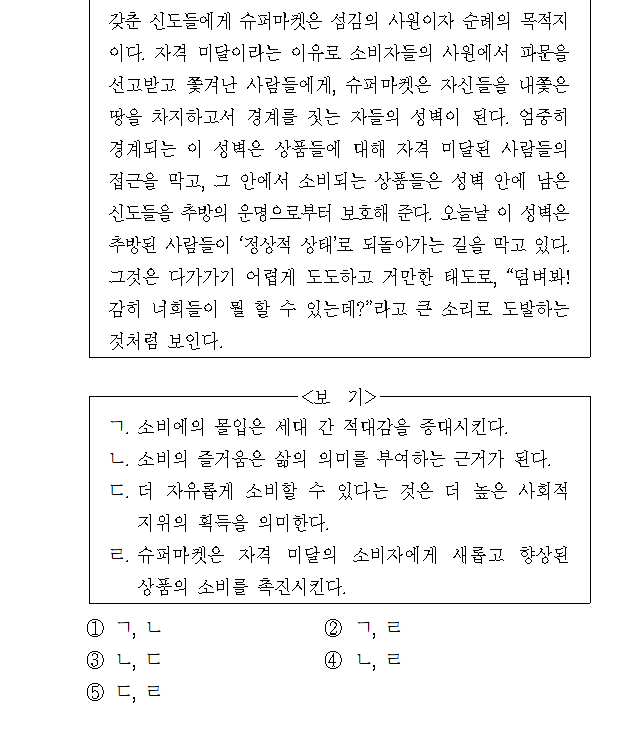 갖춘 신도들에게 슈퍼마켓은 섬김의 사원이자 순례의 목적지
이다. 자격 미달이라는 이유로 소비자들의 사원에서 파문을
선고받고 쫓겨난 사람들에게, 슈퍼마켓은 자신들을 내쫓은
땅을 차지하고서 경계를 짓는 자들의 성벽이 된다. 엄중히
경계되는 이 성벽은 상품들에 대해 자격 미달된 사람들의
접근을 막고, 그 안에서 소비되는 상품들은 성벽 안에 남은
신도들을 추방의 운명으로부터 보호해 준다. 오늘날 이 성벽은
추방된 사람들이 ‘정상적 상태’로 되돌아가는 길을 막고 있다.
그것은 다가가기 어렵게 도도하고 거만한 태도로, “덤벼봐!
감히 너희들이 뭘 할 수 있는데?”라고 큰 소리로 도발하는
것처럼 보인다.
<보 기>
ㄱ. 소비에의 몰입은 세대 간 적대감을 증대시킨다.
ㄴ. 소비의 즐거움은 삶의 의미를 부여하는 근거가 된다.
ㄷ. 더 자유롭게 소비할 수 있다는 것은 더 높은 사회적
지위의 획득을 의미한다.
ㄹ. 슈퍼마켓은 자격 미달의 소비자에게 새롭고 향상된
상품의 소비를 촉진시킨다.
① ㄱ, ㄴ ② ㄱ, ㄹ
③ ㄴ, ㄷ ④ ㄴ, ㄹ
⑤ ㄷ, ㄹ